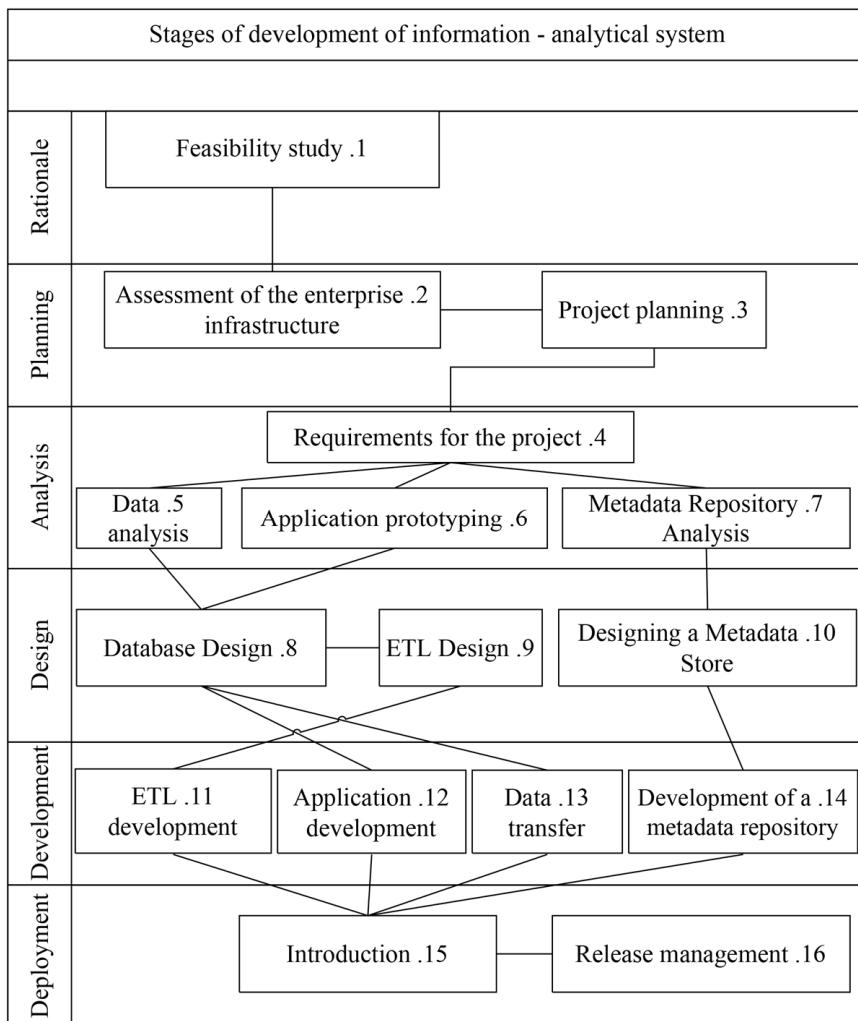 Stages of development of information - analytical system
Rationale
Feasibility study .1
Planning
Assessment of the enterprise .2
infrastructure
Project planning .3
Analysis
Requirements for the project .4
Data .5
analysis
Application prototyping .6
Metadata Repository .7
Analysis
Design
Database Design .8
ETL Design .9
Designing a Metadata .10
Store
Development
ETL .11
development
Application .12
development
Data .13
transfer
Development of a .14
metadata repository
Deployment
Introduction .15
Release management .16